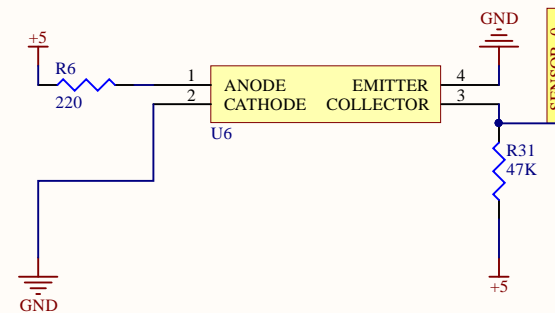 GND
+5
R6
220
1
ANODE
EMITTER
4
2
CATHODE
COLLECTOR
3
U6
R31
47K
GND
+5